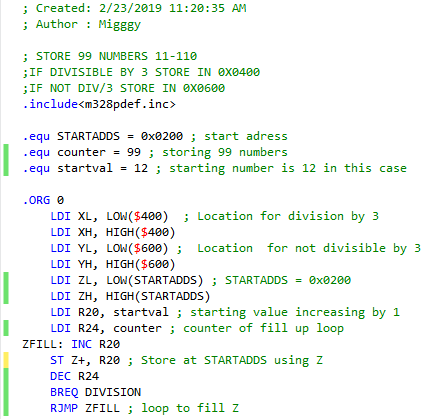 ; Created: 2/23/2019 11:20:35 AM
; Author : Migggy
; STORE 99 NUMBERS 11-110
;IF DIVISIBLE BY 3 STORE IN 0X0400
;IF NOT DIV/3 STORE IN 0X0600
.include<m328pdef.inc>
.equ STARTADDS = 0x0200 ; start adress
.equ counter = 99 ; storing 99 numbers
.equ startval = 12 ; starting number is 12 in this case
.ORG 0
LDI XL, LOW($400) ; Location for division by 3
LDI XH, HIGH($400)
LDI YL, LOW($600) ; Location for not divisible by 3
LDI YH, HIGH($600)
LDI ZL, LOW(STARTADDS) ; STARTADDS = 0x0200
LDI ZH, HIGH(STARTADDS)
LDI R20, startval ; starting value increasing by 1
LDI R24, counter ; counter of fill up loop
ZFILL: INC R20
ST Z+, R20 ; Store at STARTADDS using Z
DEC R24
BREQ DIVISION
RJMP ZFILL ; loop to fill Z